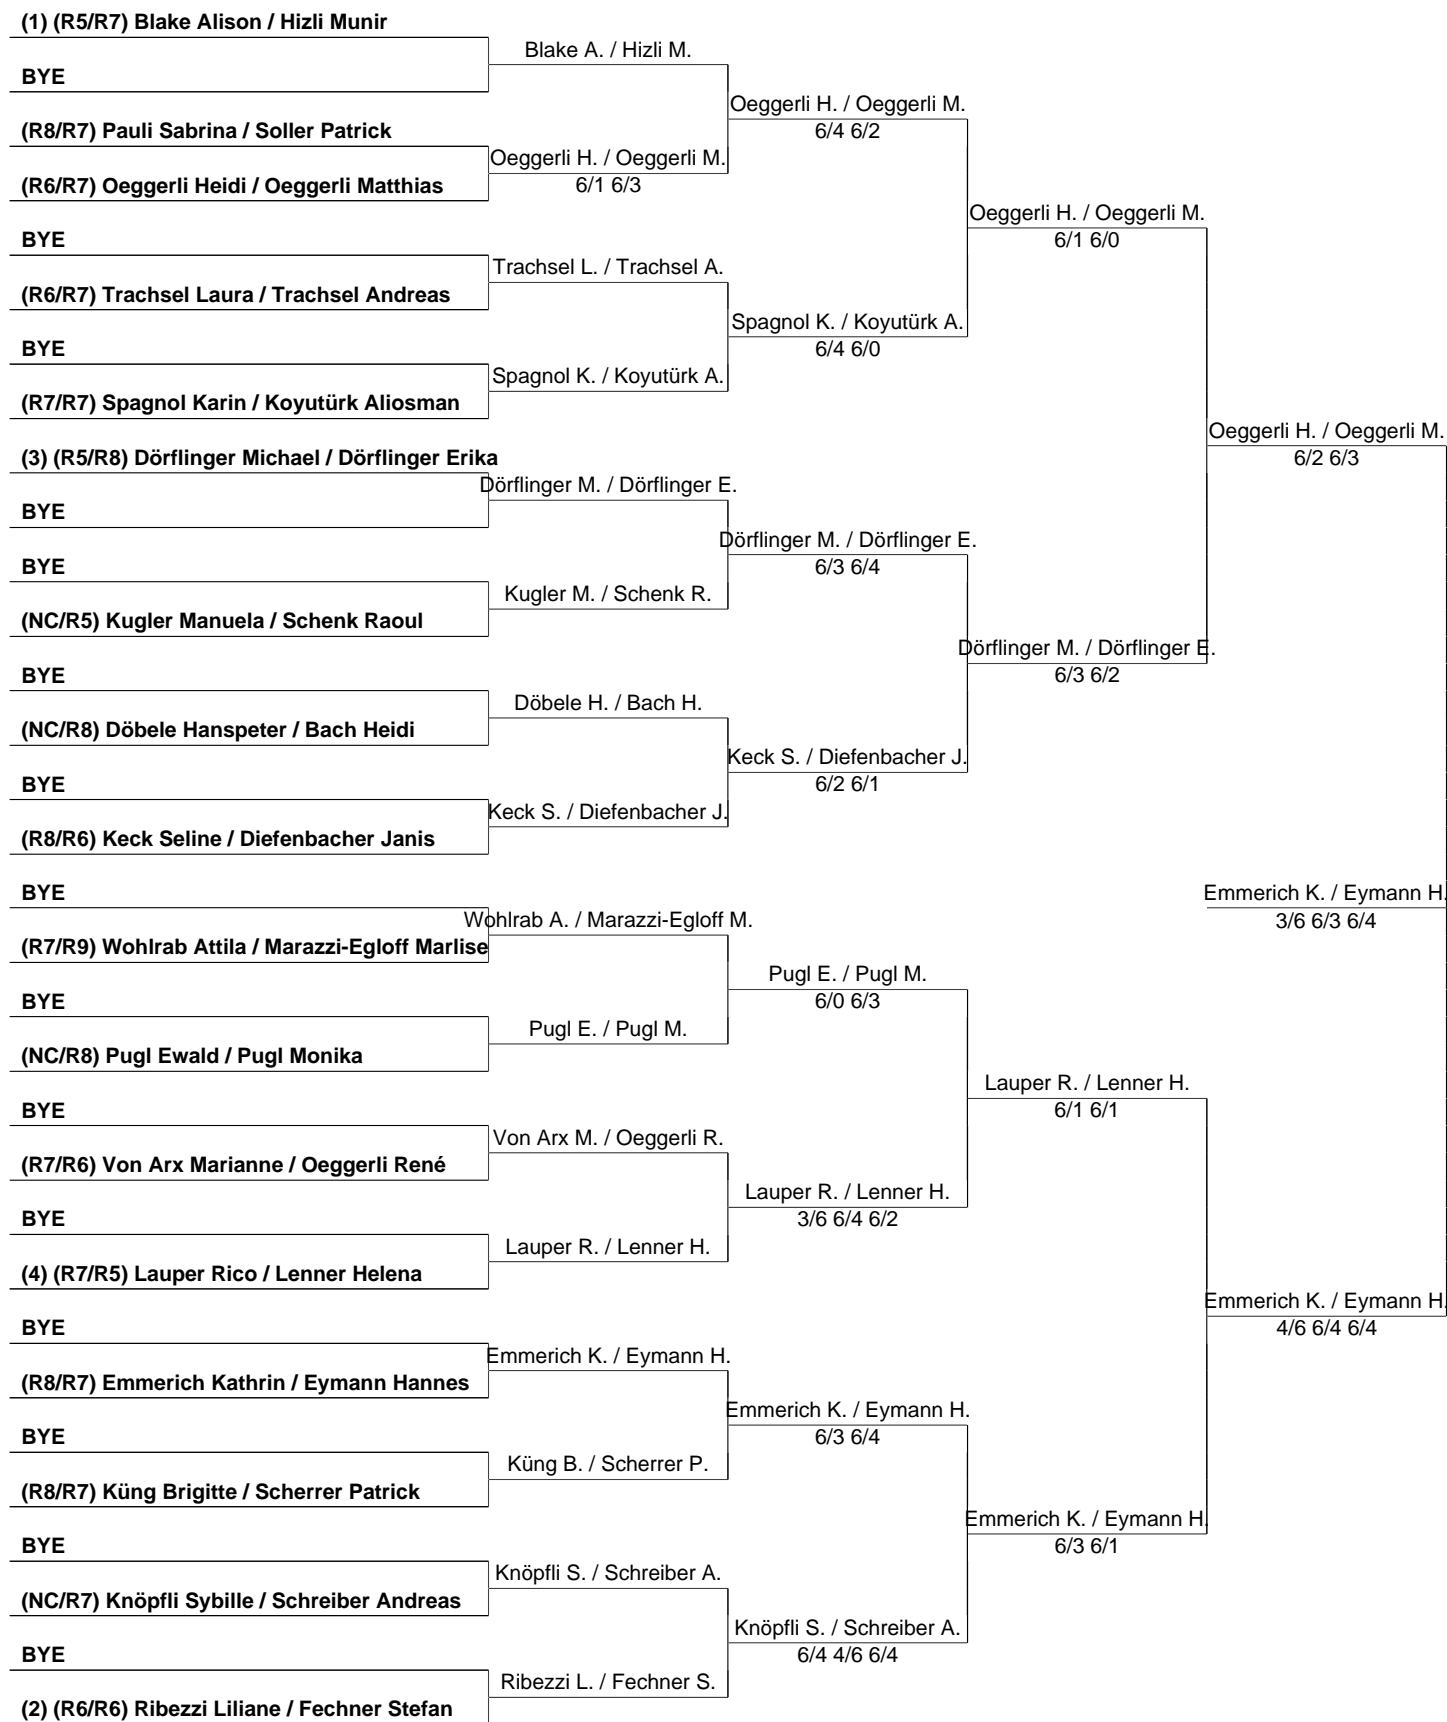 (1) (R5/R7) Blake Alison / Hizli Munir
BYE
(R8/R7) Pauli Sabrina / Soller Patrick
(R6/R7) Oeggerli Heidi / Oeggerli Matthias
BYE
(R6/R7) Trachsel Laura / Trachsel Andreas
BYE
(R7/R7) Spagnol Karin / Koyutürk Aliosman
(3) (R5/R8) Dörflinger Michael / Dörflinger Erika
BYE
BYE
(NC/R5) Kugler Manuela / Schenk Raoul
BYE
(NC/R8) Döbele Hanspeter / Bach Heidi
BYE
(R8/R6) Keck Seline / Diefenbacher Janis
BYE
(R7/R9) Wohlrab Attila / Marazzi-Egloff Marlise
BYE
(NC/R8) Pugl Ewald / Pugl Monika
BYE
(R7/R6) Von Arx Marianne / Oeggerli René
BYE
(4) (R7/R5) Lauper Rico / Lenner Helena
BYE
(R8/R7) Emmerich Kathrin / Eymann Hannes
BYE
(R8/R7) Küng Brigitte / Scherrer Patrick
BYE
(NC/R7) Knöpfli Sybille / Schreiber Andreas
BYE
(2) (R6/R6) Ribezzi Liliane / Fechner Stefan
Blake A. / Hizli M.
Oeggerli H. / Oeggerli M.
6/1 6/3
Trachsel L. / Trachsel A.
Spagnol K. / Koyutürk A.
Dörflinger M. / Dörflinger E.
Kugler M. / Schenk R.
Döbele H. / Bach H.
Keck S. / Diefenbacher J.
Wohlrab A. / Marazzi-Egloff M.
Pugl E. / Pugl M.
Von Arx M. / Oeggerli R.
Lauper R. / Lenner H.
Emmerich K. / Eymann H.
Küng B. / Scherrer P.
Knöpfli S. / Schreiber A.
Ribezzi L. / Fechner S.
Oeggerli H. / Oeggerli M.
6/4 6/2
Spagnol K. / Koyutürk A.
6/4 6/0
Dörflinger M. / Dörflinger E.
6/3 6/4
Keck S. / Diefenbacher J.
6/2 6/1
Pugl E. / Pugl M.
6/0 6/3
Lauper R. / Lenner H.
3/6 6/4 6/2
Emmerich K. / Eymann H.
6/3 6/4
Knöpfli S. / Schreiber A.
6/4 4/6 6/4
Oeggerli H. / Oeggerli M.
6/1 6/0
Dörflinger M. / Dörflinger E.
6/3 6/2
Lauper R. / Lenner H.
6/1 6/1
Emmerich K. / Eymann H.
6/3 6/1
Oeggerli H. / Oeggerli M.
6/2 6/3
Emmerich K. / Eymann H.
4/6 6/4 6/4
Emmerich K. / Eymann H.
3/6 6/3 6/4